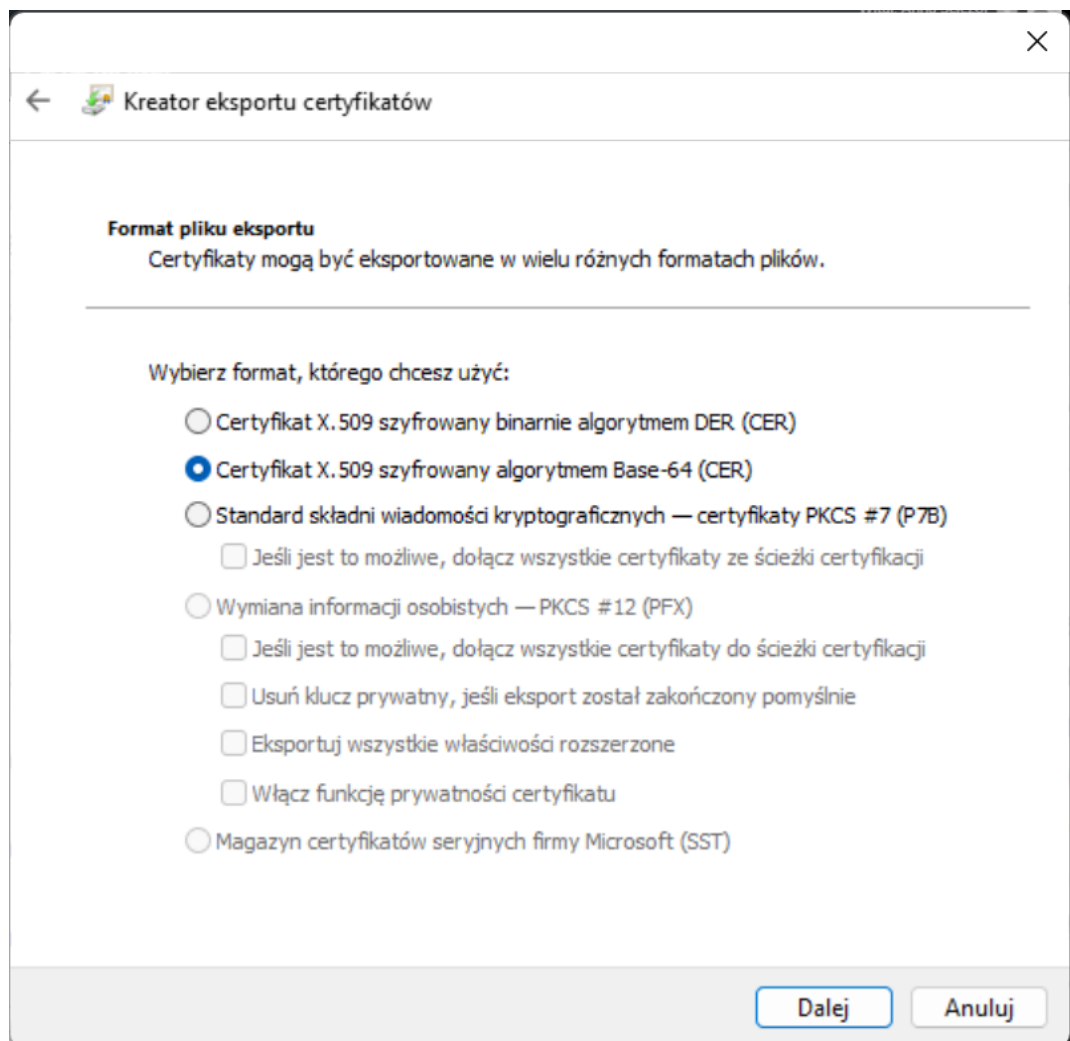 Kreator eksportu certyfikatów
Format pliku eksportu
Certyfikaty mogą być eksportowane w wielu różnych formatach plików.
Wybierz format, którego chcesz użyć:
Certyfikat X.509 szyfrowany binarnie algorytmem DER (CER)
Certyfikat X.509 szyfrowany algorytmem Base-64 (CER)
Standard składni wiadomości kryptograficznych — certyfikaty PKCS #7 (P7B)
Jeśli jest to możliwe, dołącz wszystkie certyfikaty ze ścieżki certyfikacji
Wymiana informacji osobistych — PKCS #12 (PFX)
Jeśli jest to możliwe, dołącz wszystkie certyfikaty do ścieżki certyfikacji
Usuń klucz prywatny, jeśli eksport został zakończony pomyślnie
Eksportuj wszystkie właściwości rozszerzone
Włącz funkcję prywatności certyfikatu
Magazyn certyfikatów seryjnych firmy Microsoft (SST)
Dalej Anuluj